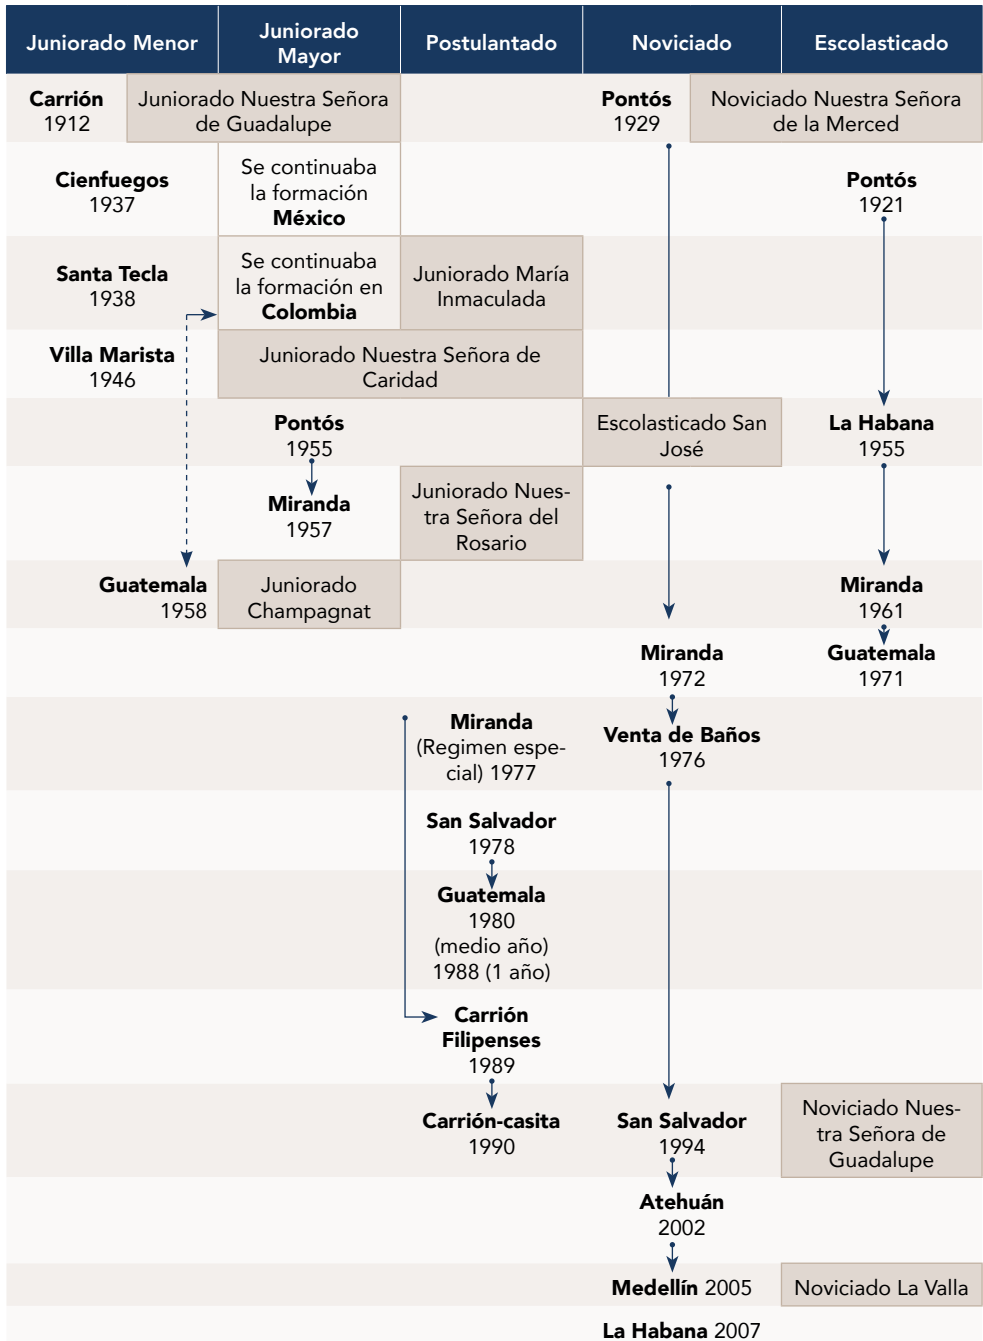 Juniorado Menor
Juniorado
Mayor
Postulantado
Noviciado
Escolasticado
Carrión
1912
Juniorado Nuestra Señora
de Guadalupe
Pontós
1929
Noviciado Nuestra Señora
de la Merced
Cienfuegos
1937
Se continuaba
la formación
México
Pontós
1921
Santa Tecla
1938
Se continuaba
la formación en
Colombia
Juniorado María
Inmaculada
Villa Marista
1946
Juniorado Nuestra Señora de
Caridad
Pontós
1955
Escolasticado San
José
La Habana
1955
Miranda
1957
Juniorado Nues-
tra Señora del
Rosario
Guatemala
1958
Juniorado
Champagnat
Miranda
1961
Miranda
1972
Guatemala
1971
Miranda
(Regimen espe-
cial) 1977
Venta de Baños
1976
San Salvador
1978
Guatemala
1980
(medio año)
1988 (1 año)
Carrión
Filipenses
1989
Carrión-casita
1990
San Salvador
1994
Noviciado Nues-
tra Señora de
Guadalupe
Atehuán
2002
Medellín 2005
Noviciado La Valla
La Habana 2007